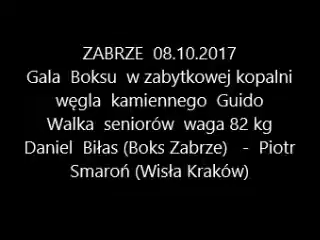 ZABRZE 08.10.2017
Gala Boksu w zabytkowej kopalni
węgla kamiennego Guido
Walka seniorów waga 82 kg
Daniel Biłas (Boks Zabrze) - Piotr
Smaroń (Wisła Kraków)